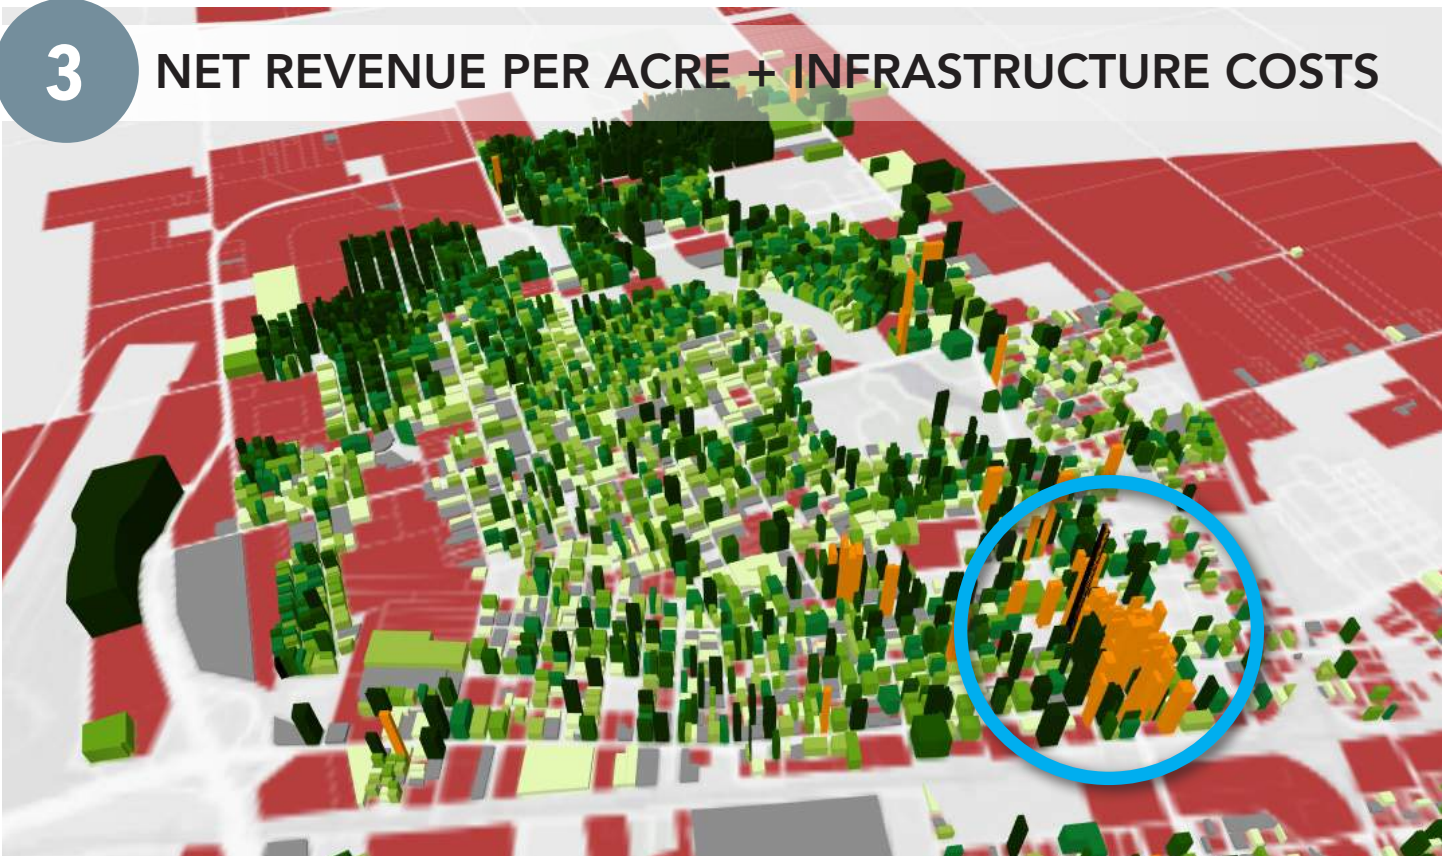 3
NET REVENUE PER ACRE + INFRASTRUCTURE COSTS